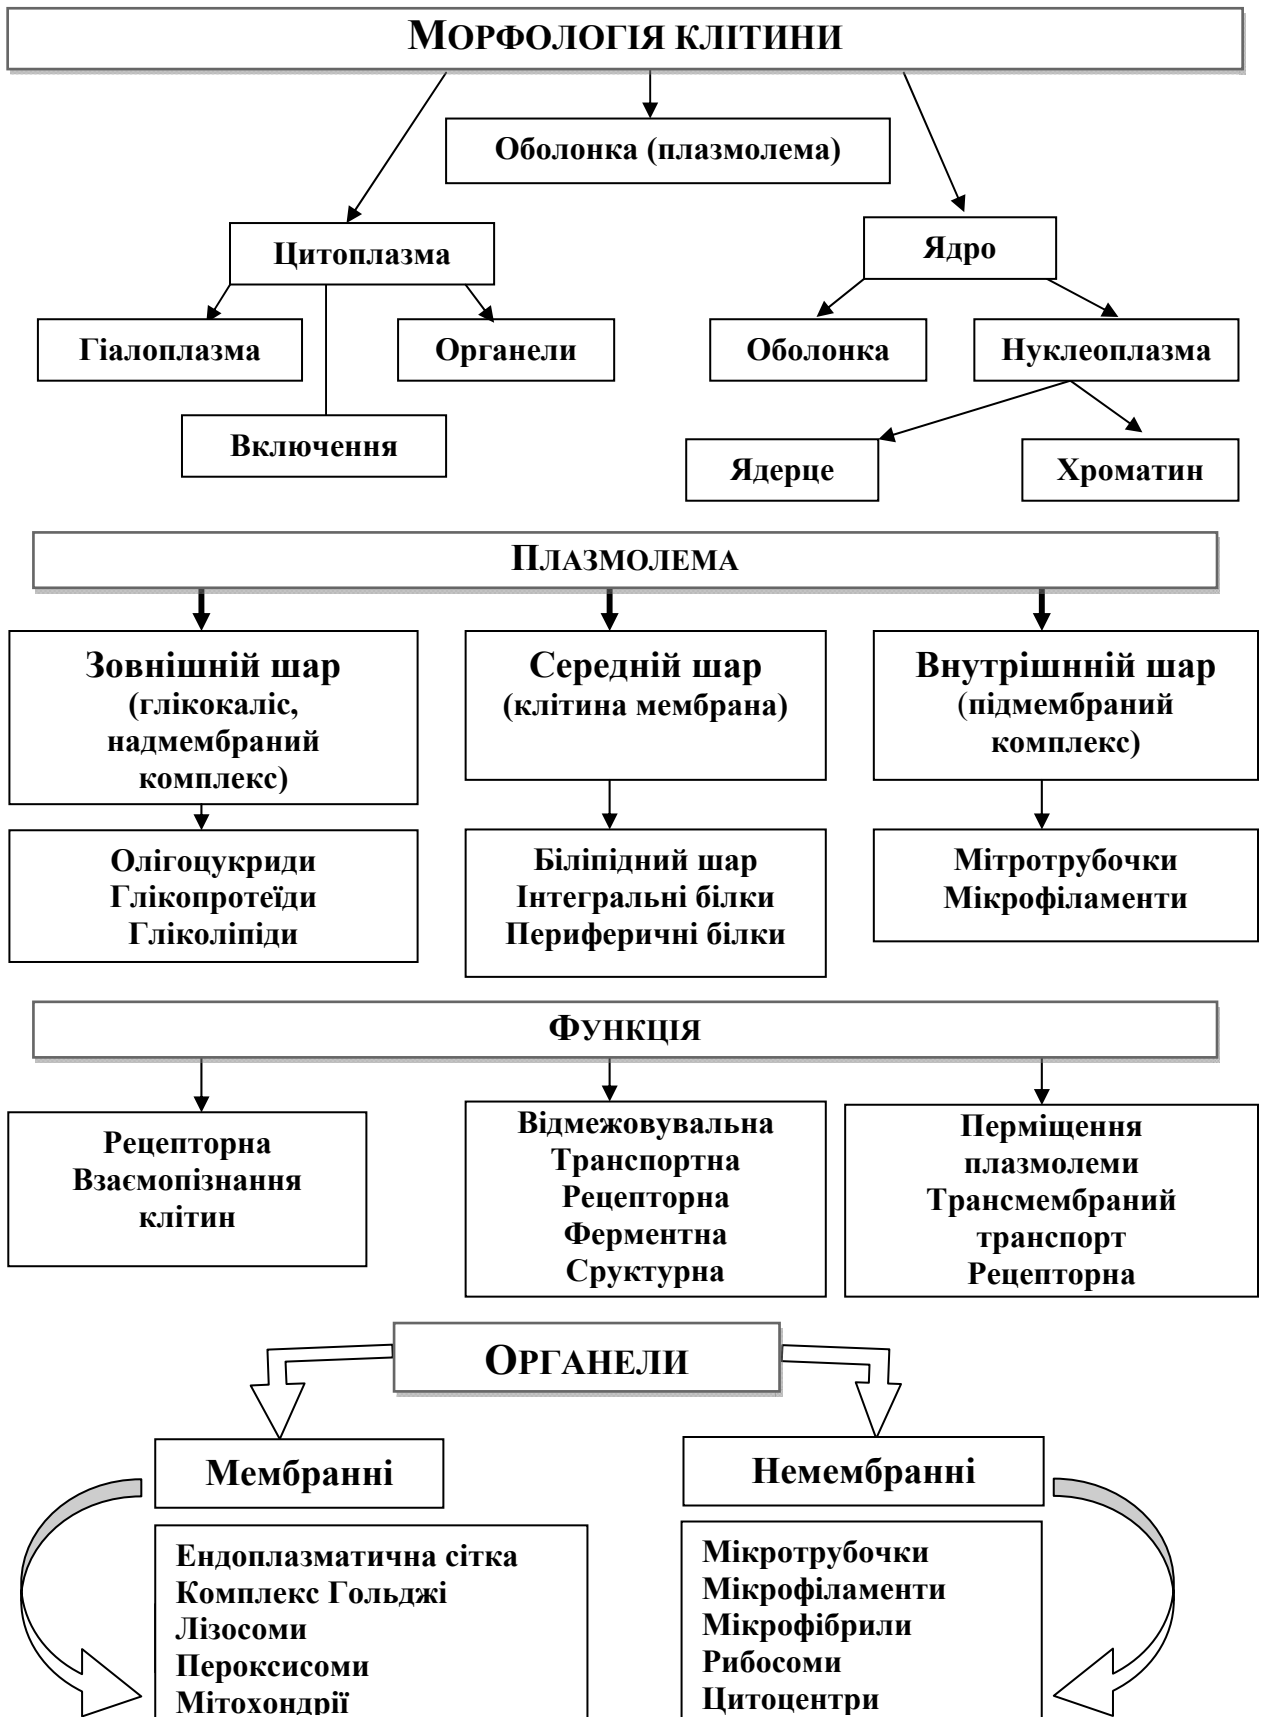 МОРФОЛОГІЯ КЛІТИНИ
Оболонка (плазмолема)
Цитоплазма
Ядро
Гіалоплазма
Органели
Оболонка
Нуклеоплазма
Включення
Ядерце
Хроматин
ПЛАЗМОЛЕМА
Зовнішній шар
(глікокаліс,
надмембраний
комплекс)
Середній шар
(клітина мембрана)
Внутрішнній шар
(підмембраний
комплекс)
Олігоцукриди
Глікопротеїди
Гліколіпіди
Біліпідний шар
Інтегральні білки
Периферичні білки
Мітротрубочки
Мікрофіламенти
ФУНКЦІЯ
Рецепторна
Взаємопізнання
клітин
Відмежовувальна
Транспортна
Рецепторна
Ферментна
Сруктурна
Перміщення
плазмолеми
Трансмембраний
транспорт
Рецепторна
ОРГАНЕЛИ
Мембранні
Немембранні
Ендоплазматична сітка
Комплекс Гольджі
Лізосоми
Пероксисоми
Мітохондрії
Мікротрубочки
Мікрофіламенти
Мікрофібрили
Рибосоми
Цитоцентри